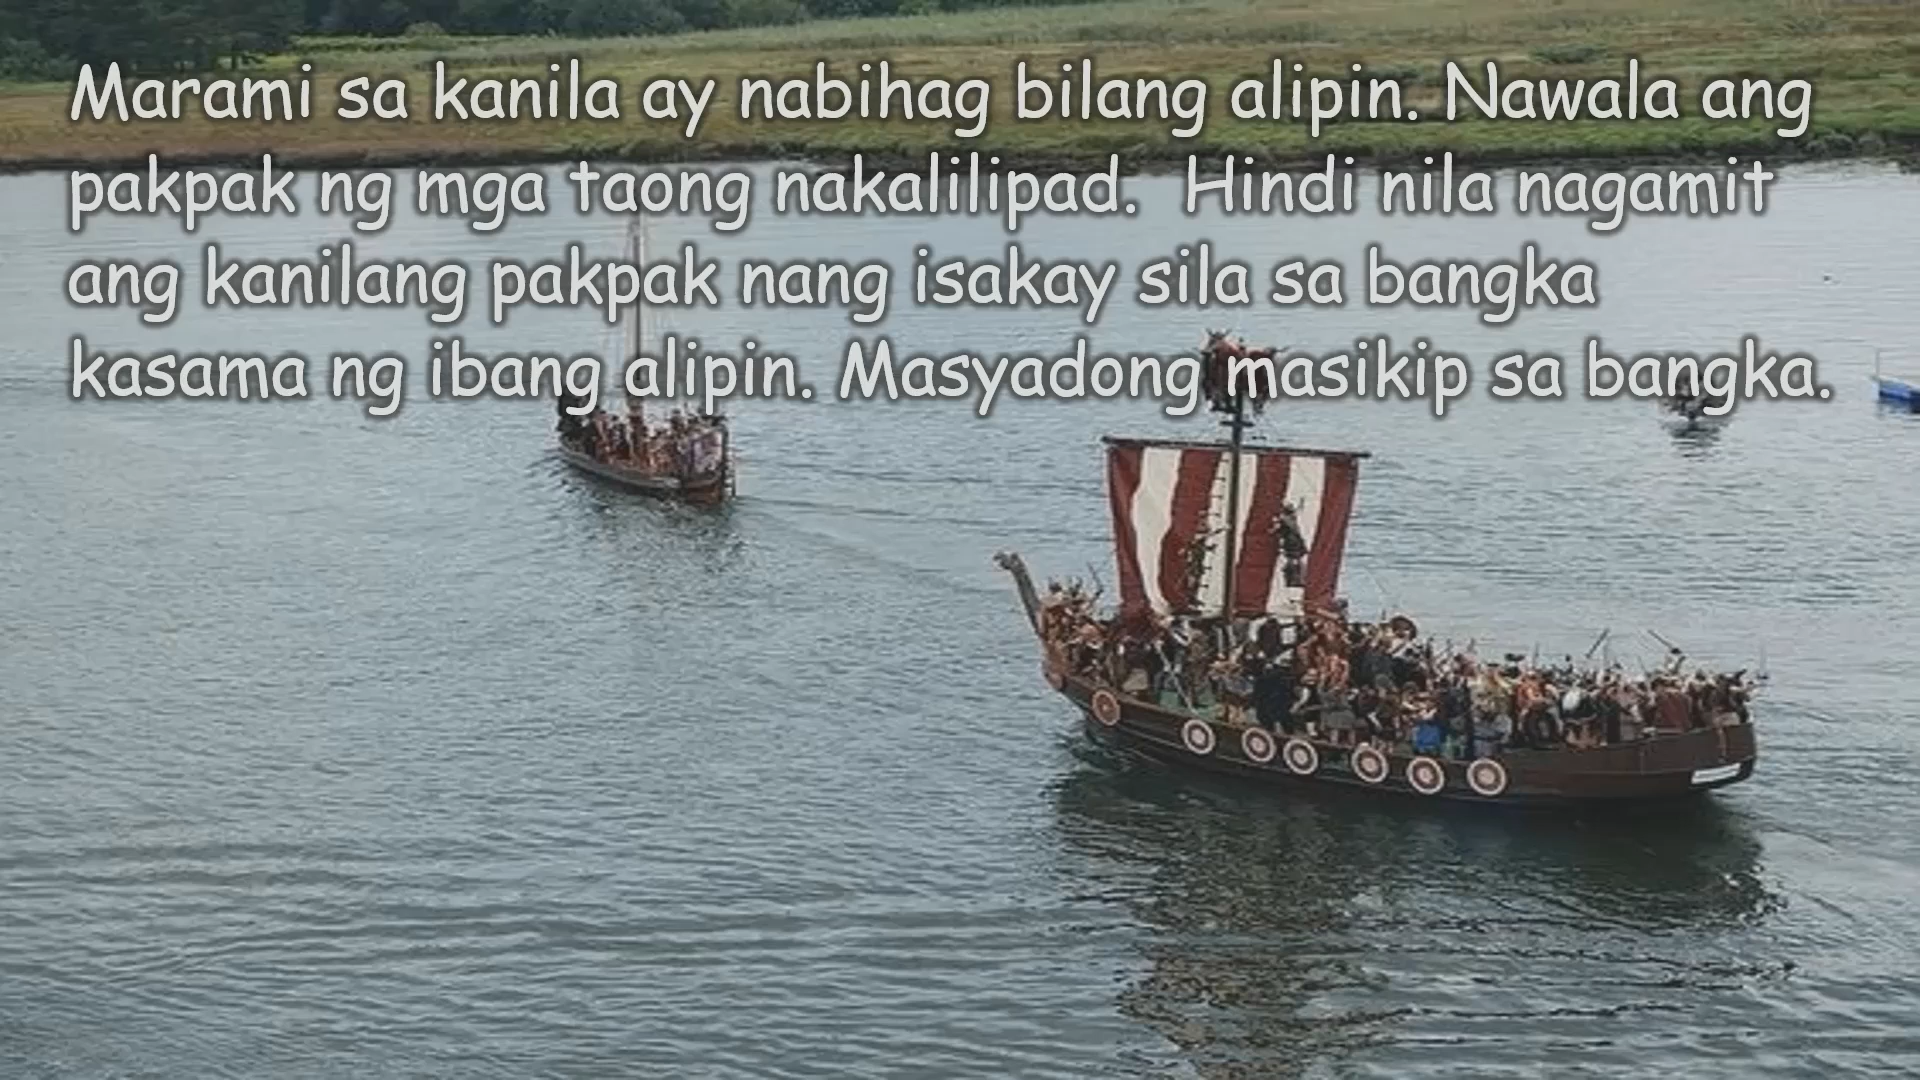 Marami sa kanila ay nabihag bilang alipin. Nawala ang
pakpak ng mga taong nakalilipad.  Hindi nila nagamit
ang kanilang pakpak nang isakay sila sa bangka
kasama ng ibang alipin. Masyadong masikip sa bangka.